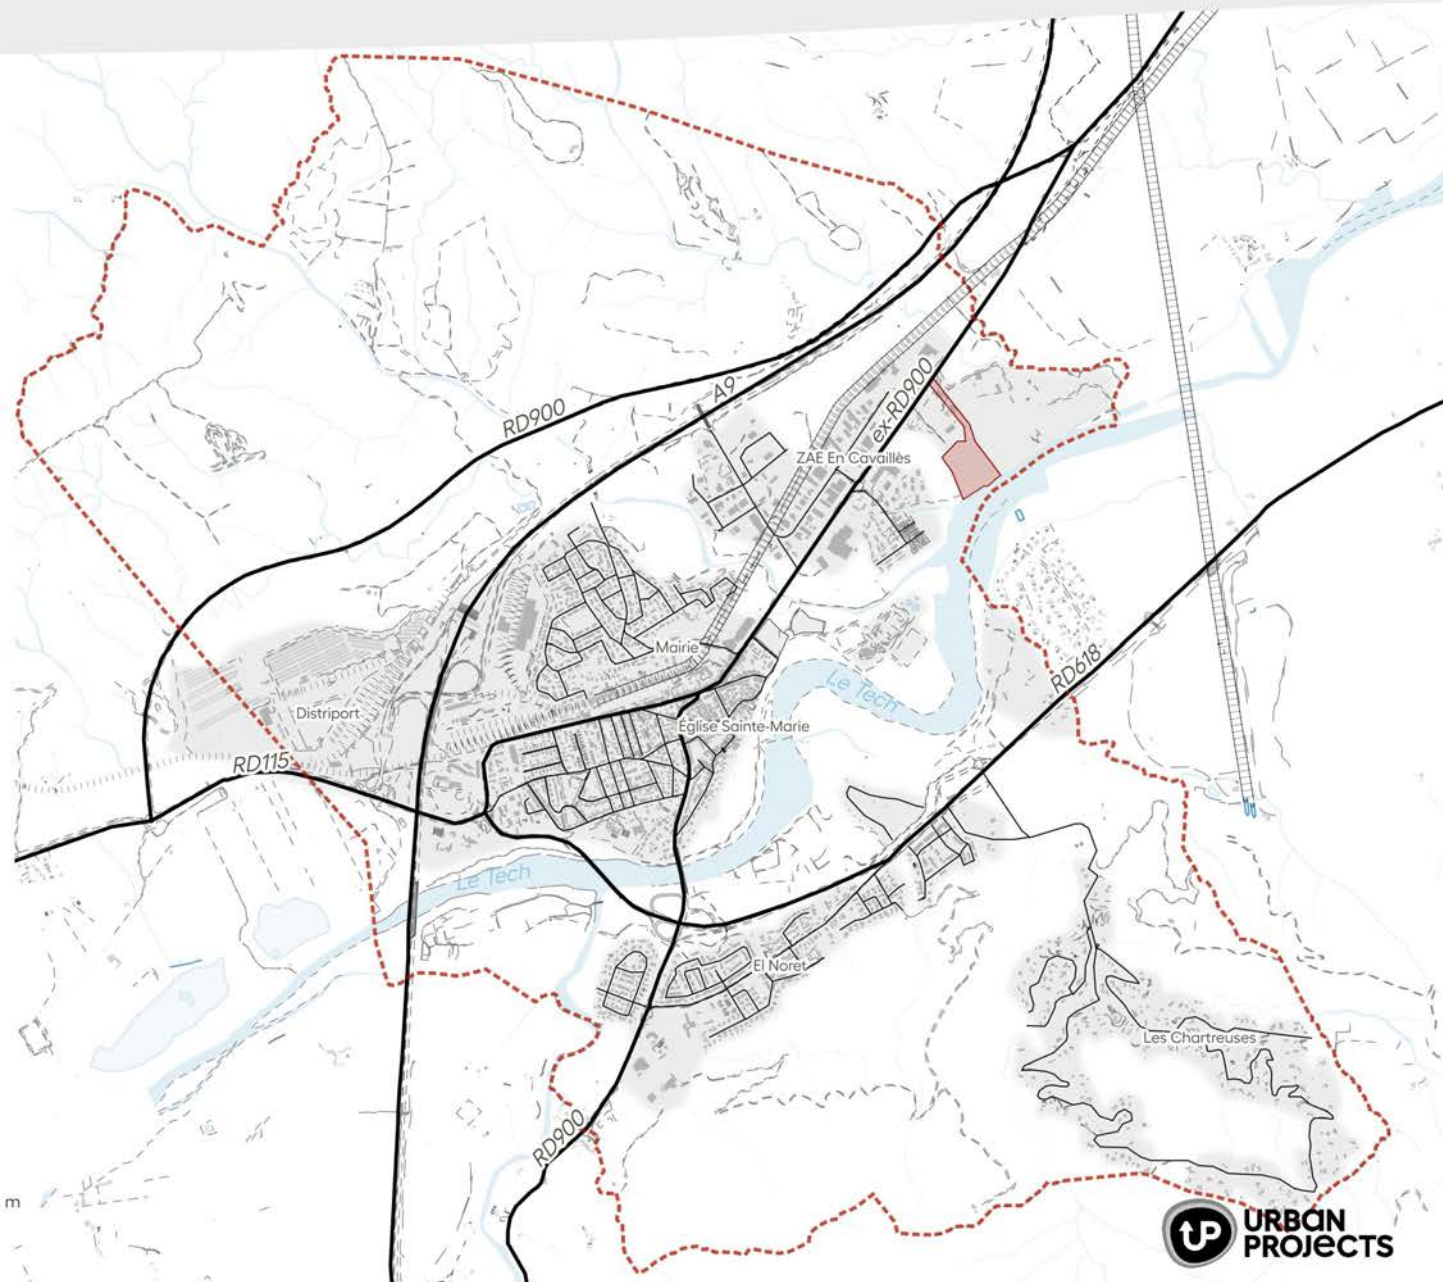 RD900
A9
ex-RD900
ZAE En Cavaillès
Mairie
RD618
Le Tech
Distriport
Église Sainte-Marie
RD115
Le Tech
El Noret
Les Chartreuses
RD900
m
UP
URBAN
PROJECTS